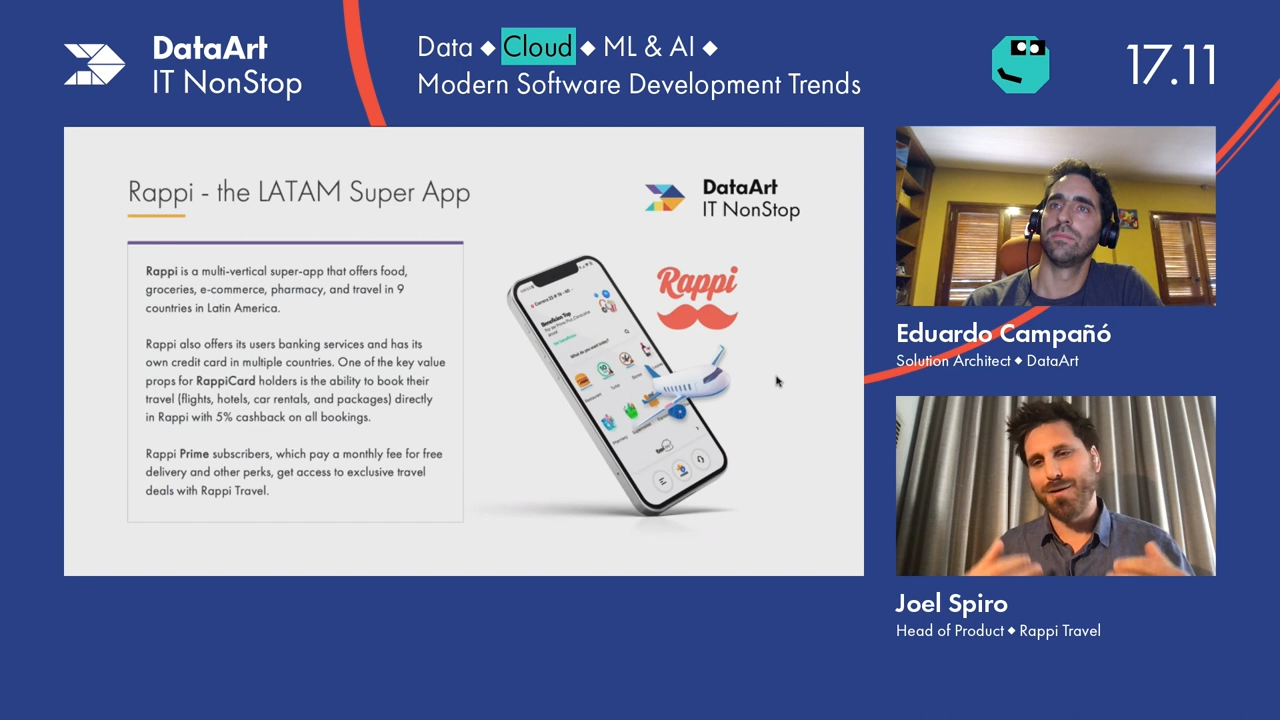 DataArt
IT NonStop
Data ◆ Cloud ◆ ML & AI ◆
Modern Software Development Trends
17.11
Rappi - the LATAM Super App
DataArt
IT NonStop
Rappi is a multi-vertical super-app that offers food,
groceries, e-commerce, pharmacy, and travel in 9
countries in Latin America.
Rappi also offers its users banking services and has its
own credit card in multiple countries. One of the key value
props for RappiCard holders is the ability to book their
travel (flights, hotels, car rentals, and packages) directly
in Rappi with 5% cashback on all bookings.
Rappi Prime subscribers, which pay a monthly fee for free
delivery and other perks, get access to exclusive travel
deals with Rappi Travel.
Rappi
What do you want today?
Eduardo Campañó
Solution Architect ◆ DataArt
Joel Spiro
Head of Product ◆ Rappi Travel